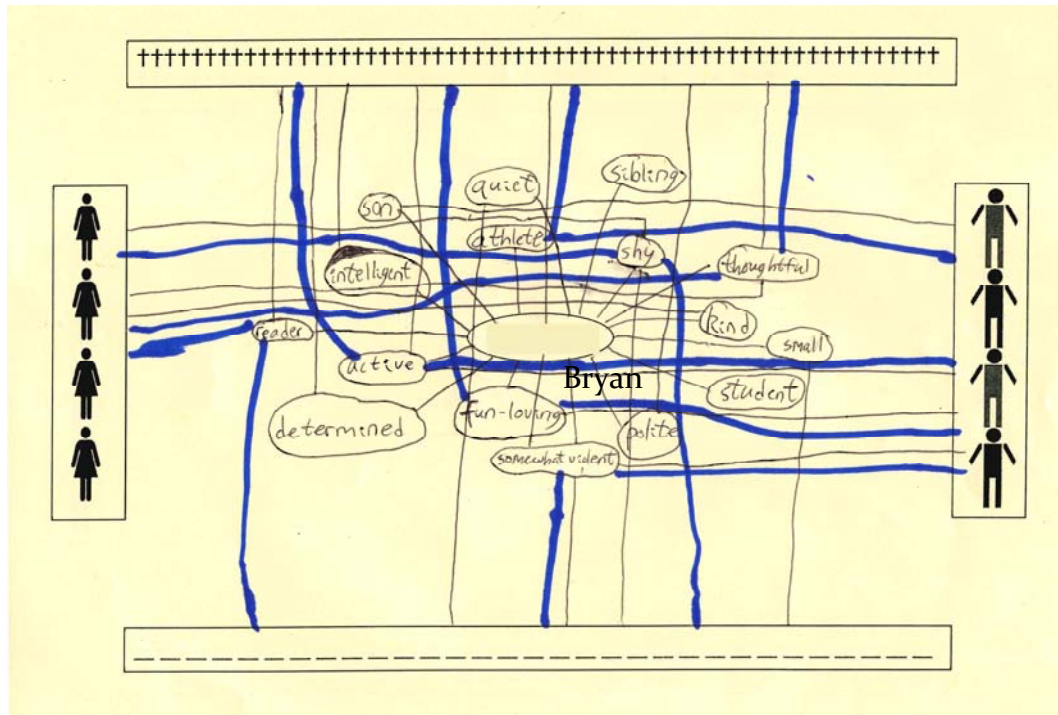 sibling
quiet
son
athlete
shy
thoughtful
intelligent
kind
reader
small
active
Bryan
student
fun-loving
determined
polite
somewhat violent